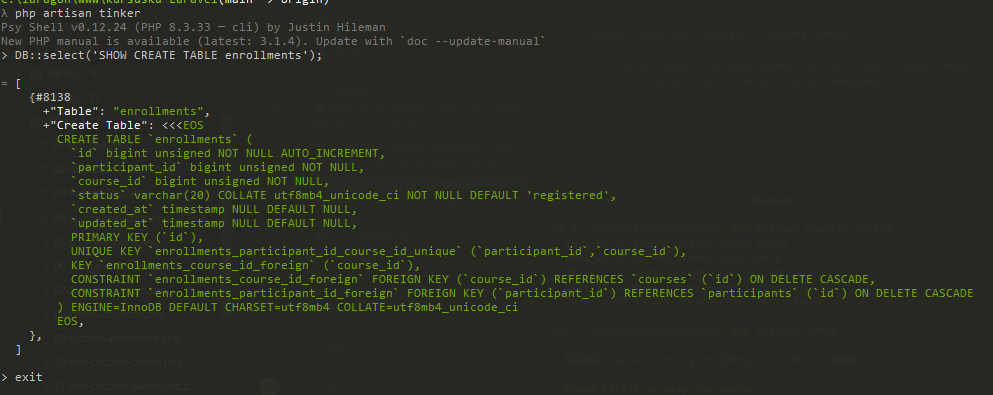 C:\laragon\www\kursusku-Laravel(main -> origin)
λ php artisan tinker
Psy Shell v0.12.24 (PHP 8.3.33 — cli) by Justin Hileman
New PHP manual is available (latest: 3.1.4). Update with `doc --update-manual`
> DB::select('SHOW CREATE TABLE enrollments');
= [
{#8138
+"Table": "enrollments",
+"Create Table": <<<EOS
CREATE TABLE `enrollments` (
`id` bigint unsigned NOT NULL AUTO_INCREMENT,
`participant_id` bigint unsigned NOT NULL,
`course_id` bigint unsigned NOT NULL,
`status` varchar(20) COLLATE utf8mb4_unicode_ci NOT NULL DEFAULT 'registered',
`created_at` timestamp NULL DEFAULT NULL,
`updated_at` timestamp NULL DEFAULT NULL,
PRIMARY KEY (`id`),
UNIQUE KEY `enrollments_participant_id_course_id_unique` (`participant_id`,`course_id`),
KEY `enrollments_course_id_foreign` (`course_id`),
CONSTRAINT `enrollments_course_id_foreign` FOREIGN KEY (`course_id`) REFERENCES `courses` (`id`) ON DELETE CASCADE,
CONSTRAINT `enrollments_participant_id_foreign` FOREIGN KEY (`participant_id`) REFERENCES `participants` (`id`) ON DELETE CASCADE
) ENGINE=InnoDB DEFAULT CHARSET=utf8mb4 COLLATE=utf8mb4_unicode_ci
EOS,
},
]
> exit